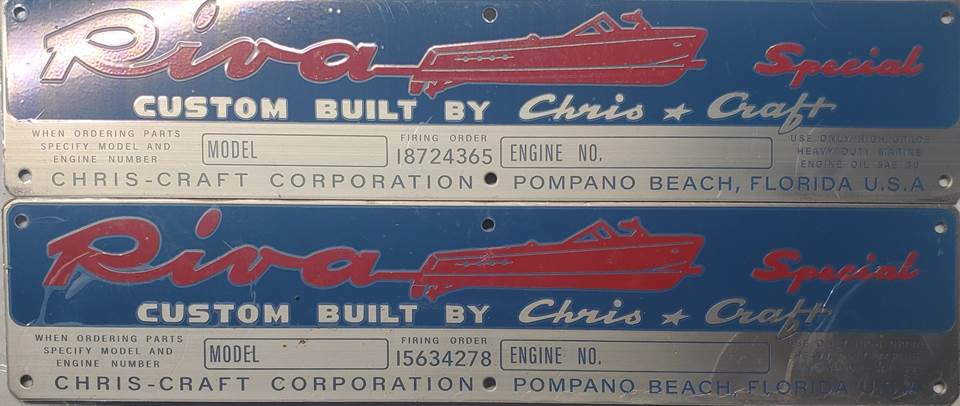 Riva Special
CUSTOM BUILT BY Chris ★ Craft
WHEN ORDERING PARTS
SPECIFY MODEL AND
ENGINE NUMBER
MODEL
FIRING ORDER
18724365
ENGINE NO.
USE ONLY HIGH GRADE
HEAVY DUTY MARINE
ENGINE OIL SAE 30
CHRIS-CRAFT CORPORATION POMPANO BEACH, FLORIDA U.S.A
Riva Special
CUSTOM BUILT BY Chris ★ Craft
WHEN ORDERING PARTS
SPECIFY MODEL AND
ENGINE NUMBER
MODEL
FIRING ORDER
15634278
ENGINE NO.
CHRIS-CRAFT CORPORATION POMPANO BEACH, FLORIDA U.S.A